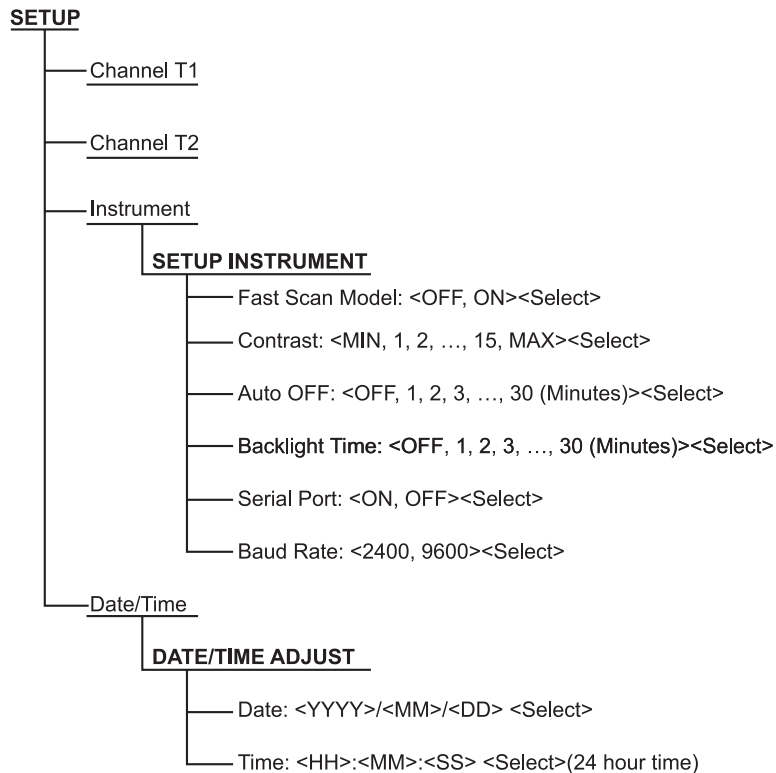 SETUP
Channel T1
Channel T2
Instrument
SETUP INSTRUMENT
Fast Scan Model: <OFF, ON><Select>
Contrast: <MIN, 1, 2, …, 15, MAX><Select>
Auto OFF: <OFF, 1, 2, 3, …, 30 (Minutes)><Select>
Backlight Time: <OFF, 1, 2, 3, …, 30 (Minutes)><Select>
Serial Port: <ON, OFF><Select>
Baud Rate: <2400, 9600><Select>
Date/Time
DATE/TIME ADJUST
Date: <YYYY>/<MM>/<DD> <Select>
Time: <HH>:<MM>:<SS> <Select>(24 hour time)